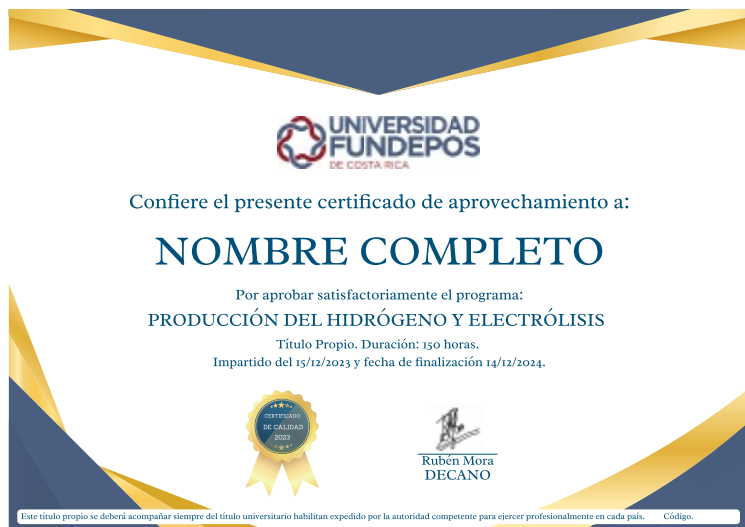 UNIVERSIDAD
FUNDEPOS
DE COSTA RICA
Confiere el presente certificado de aprovechamiento a:
NOMBRE COMPLETO
Por aprobar satisfactoriamente el programa:
PRODUCCIÓN DEL HIDRÓGENO Y ELECTRÓLISIS
Título Propio. Duración: 150 horas.
Impartido del 15/12/2023 y fecha de finalización 14/12/2024.
CERTIFICADO
DE CALIDAD
2023
Rubén Mora
DECANO
Este título propio se deberá acompañar siempre del título universitario habilitan expedido por la autoridad competente para ejercer profesionalmente en cada país. Código.